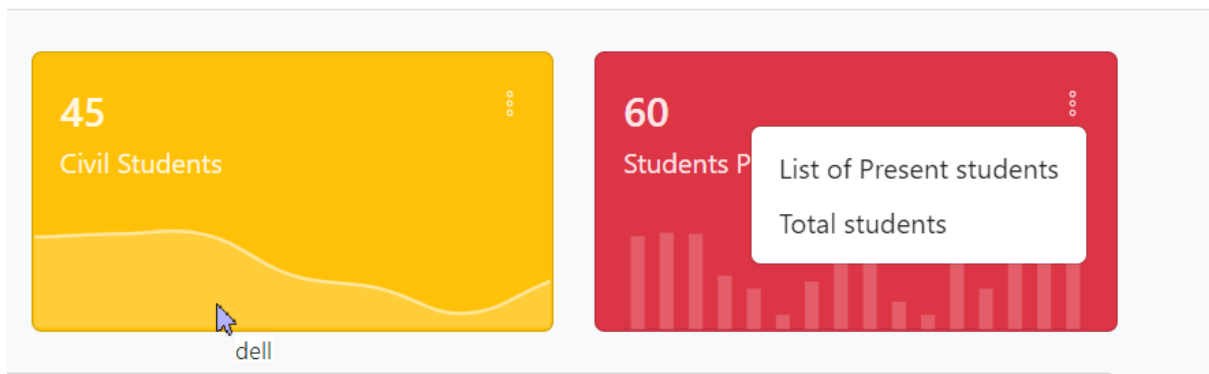 45
Civil Students
dell
60
Students P
List of Present students
Total students